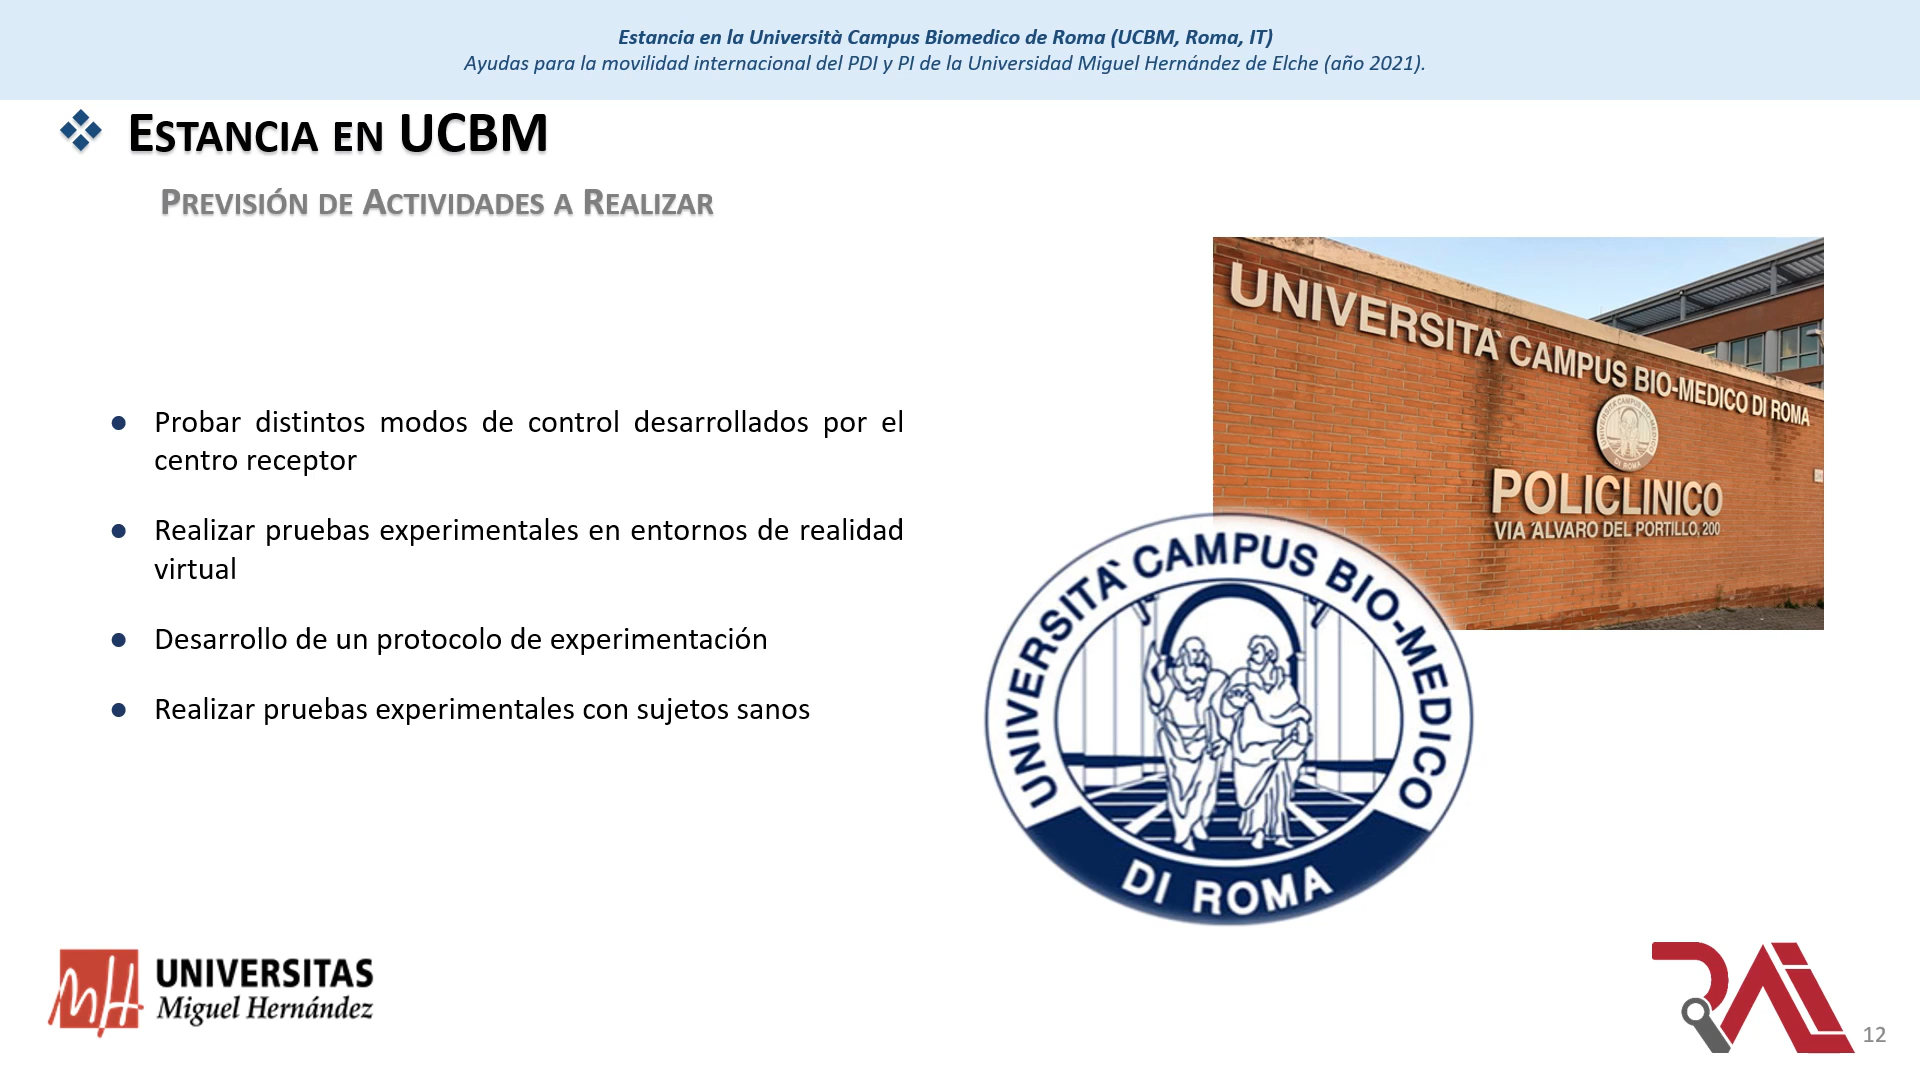 Estancia en la Università Campus Biomedico de Roma (UCBM, Roma, IT)
Ayudas para la movilidad internacional del PDI y PI de la Universidad Miguel Hernández de Elche (año 2021).
Estancia en UCBM
Previsión de Actividades a Realizar
Probar distintos modos de control desarrollados por el
centro receptor
Realizar pruebas experimentales en entornos de realidad
virtual
Desarrollo de un protocolo de experimentación
Realizar pruebas experimentales con sujetos sanos
UNIVERSITA` CAMPUS BIO-MEDICO DI ROMA
POLICLINICO
VIA ÁLVARO DEL PORTILLO, 200
UNIVERSITA` CAMPUS BIO-MEDICO
DI ROMA
UNIVERSITAS
Miguel Hernández
12